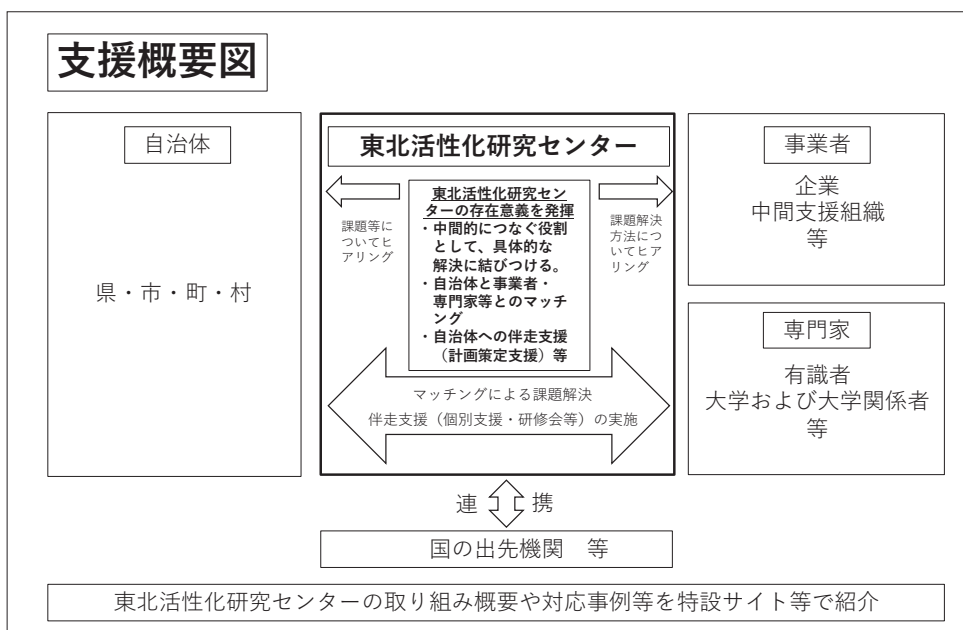 支援概要図
自治体
県・市・町・村
東北活性化研究センター
課題等に
ついてヒ
アリング
東北活性化研究セン
ターの存在意義を発揮
・中間的につなぐ役割
として、具体的な
解決に結びつける。
・自治体と事業者・
専門家等とのマッチ
ング
・自治体への伴走支援
（計画策定支援）等
課題解決
方法につ
いてヒア
リング
マッチングによる課題解決
伴走支援（個別支援・研修会等）の実施
事業者
企業
中間支援組織
等
専門家
有識者
大学および大学関係者
等
連　携
国の出先機関　等
東北活性化研究センターの取り組み概要や対応事例等を特設サイト等で紹介